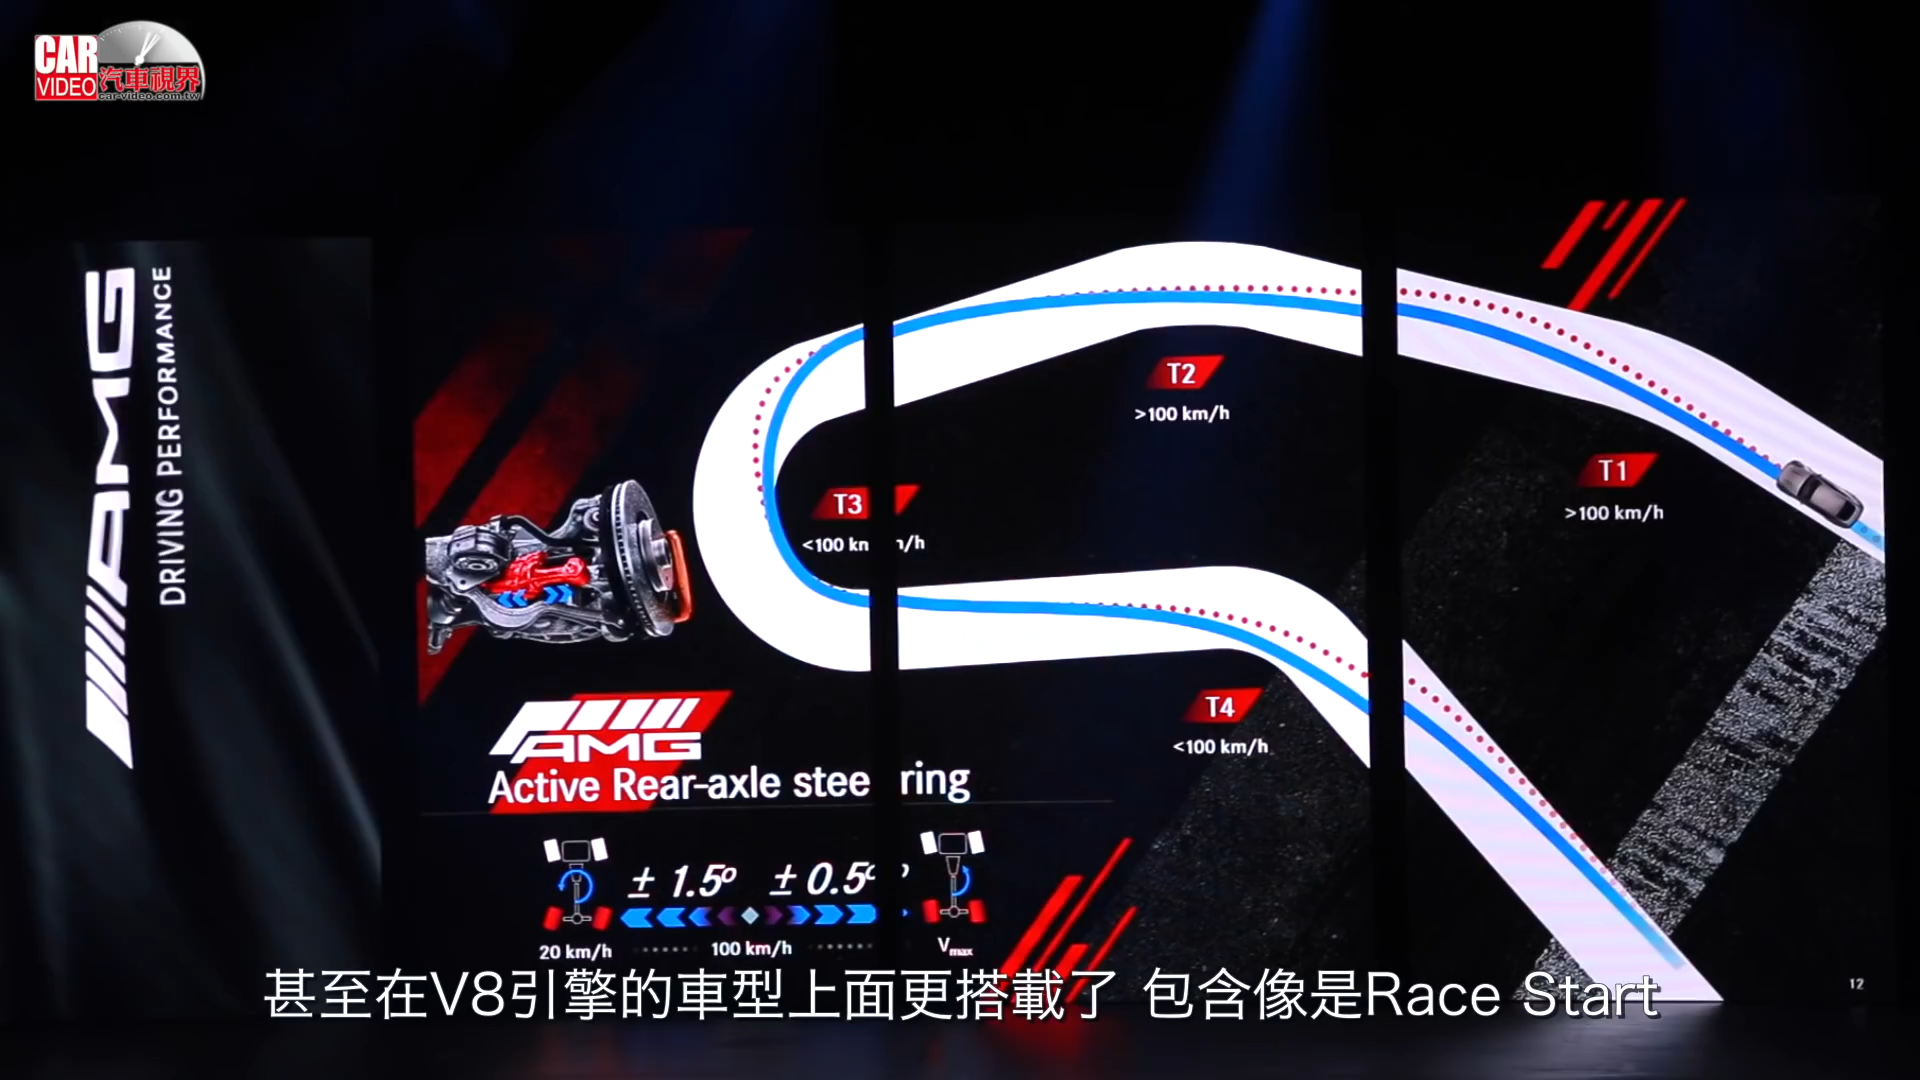 CAR
VIDEO
汽車視界
car-video.com.tw
AMG
DRIVING PERFORMANCE
T2
>100 km/h
T1
>100 km/h
T3
<100 kn n/h
T4
<100 km/h
AMG
Active Rear-axle stee ring
± 1.5° ± 0.5°
20 km/h
100 km/h
Vmax
12
甚至在V8引擎的車型上面更搭載了 包含像是Race Start